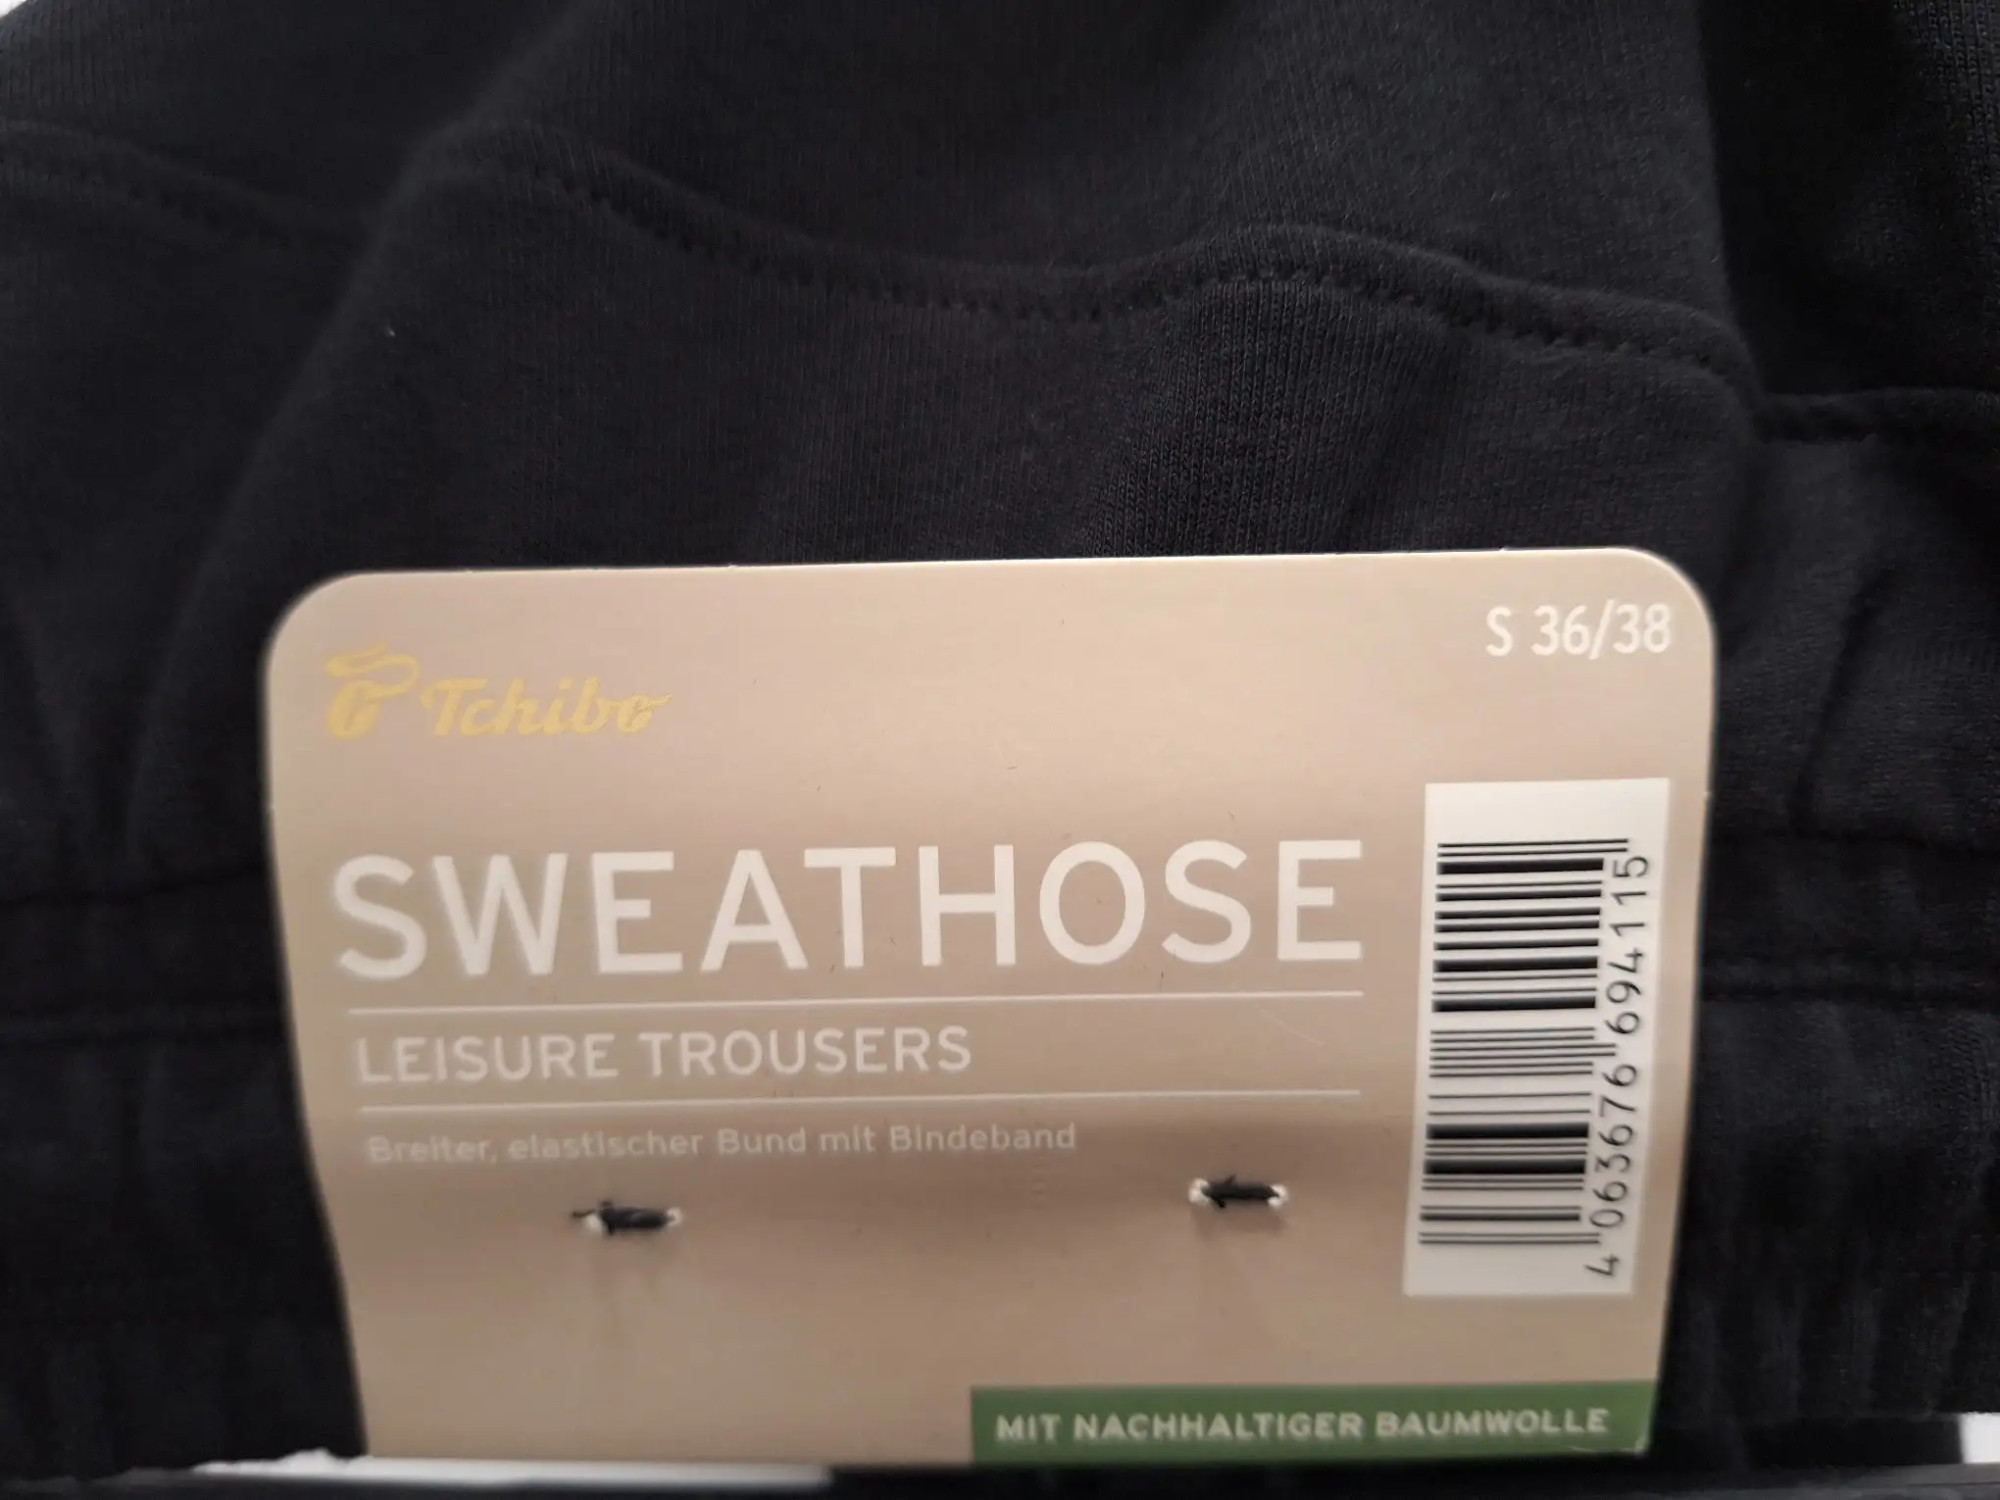 Tchibo
S 36/38
SWEATHOSE
LEISURE TROUSERS
Breiter, elastischer Bund mit Bindeband
4 063676 694115
MIT NACHHALTIGER BAUMWOLLE